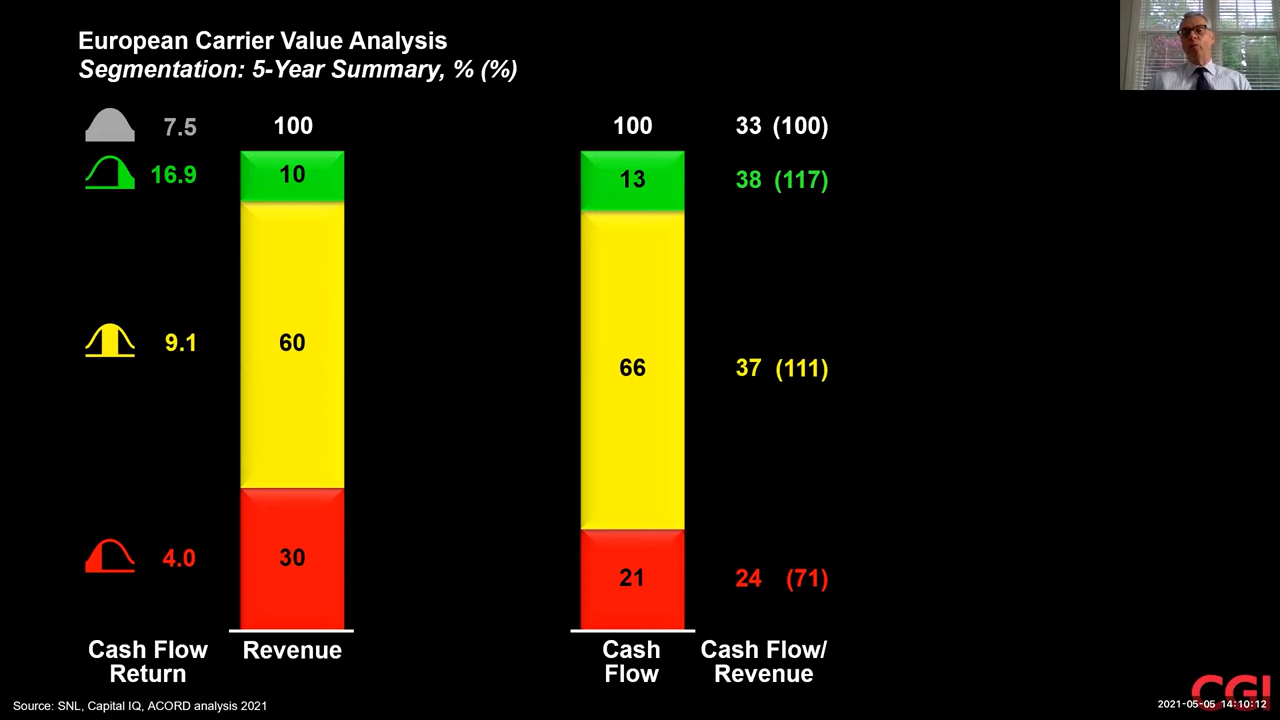 European Carrier Value Analysis
Segmentation: 5-Year Summary, % (%)
7.5 100 100 33 (100)
16.9 10 13 38 (117)
9.1 60 66 37 (111)
4.0 30 21 24 (71)
Cash Flow Return
Revenue
Cash Flow
Cash Flow/ Revenue
Source: SNL, Capital IQ, ACORD analysis 2021
CGI
2021-05-05 14:10:12